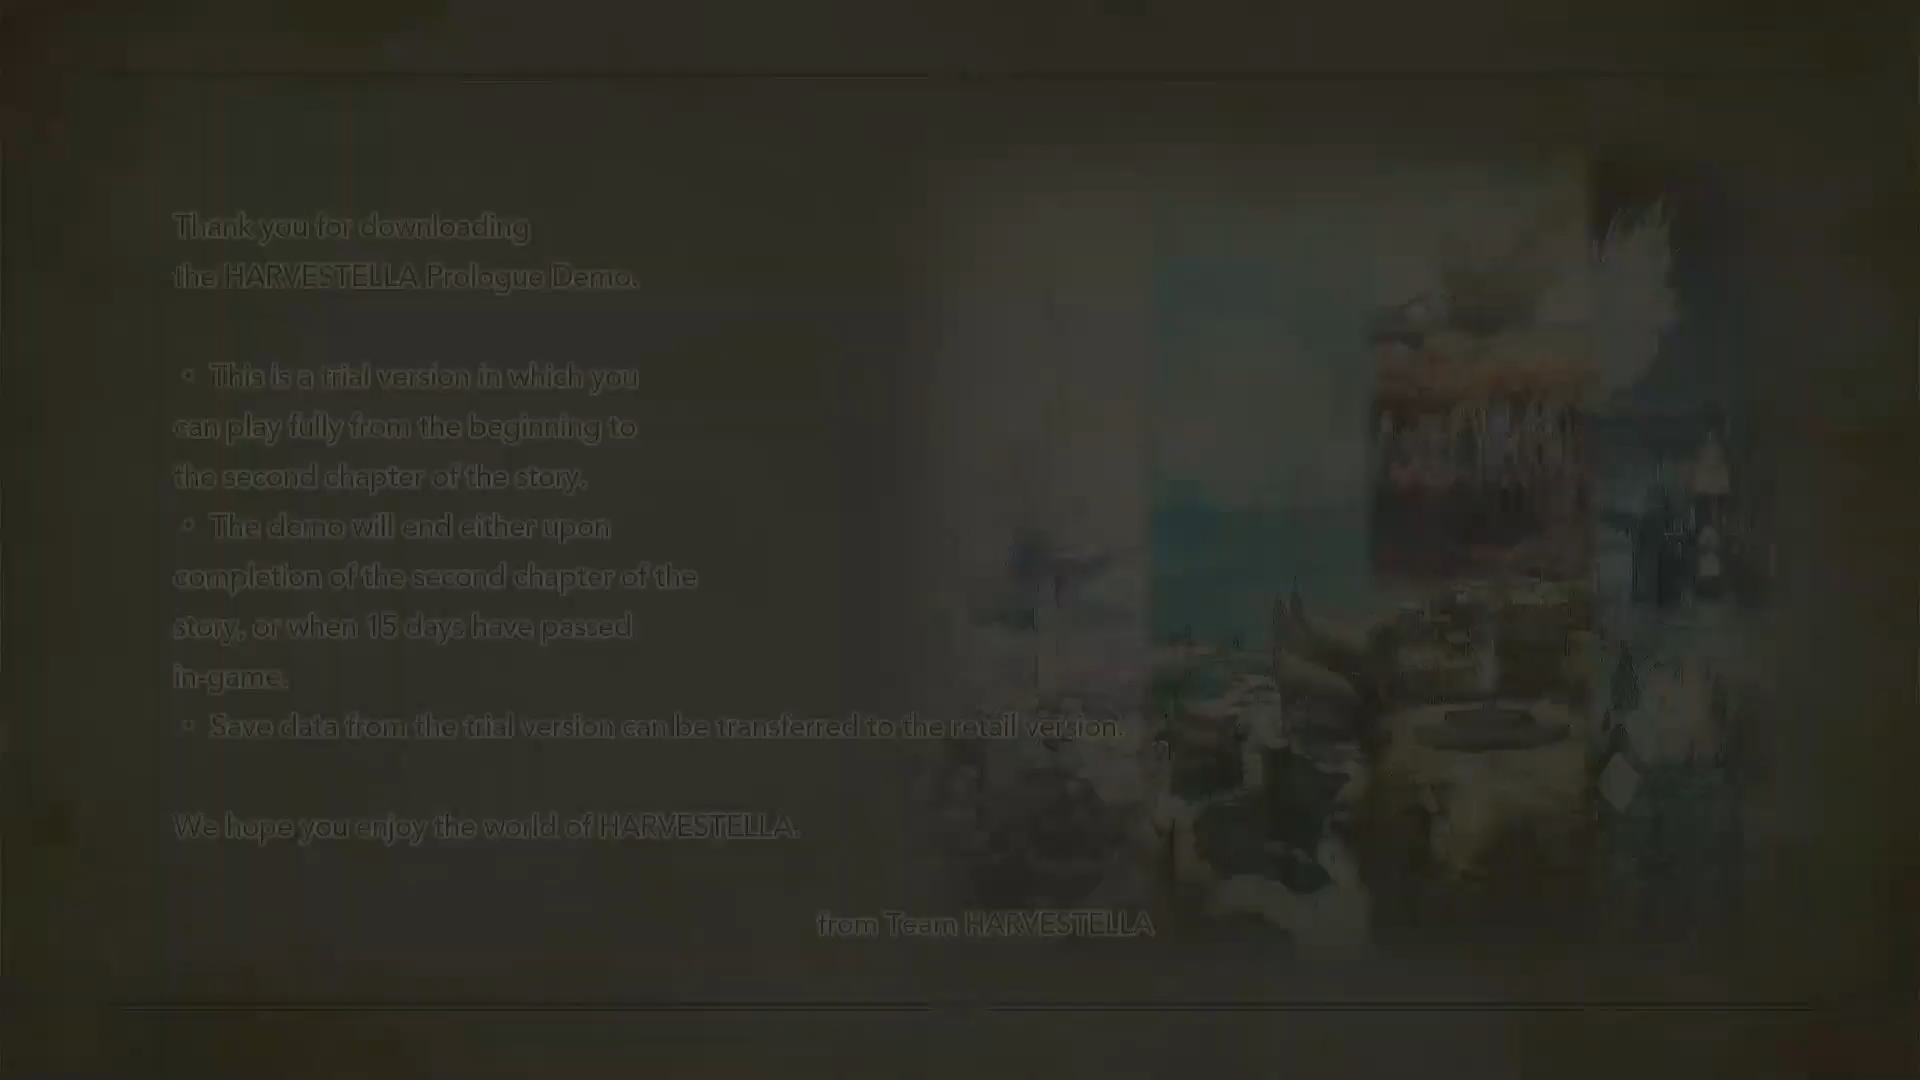 Thank you for downloading
the HARVESTELLA Prologue Demo.
• This is a trial version in which you
can play fully from the beginning to
the second chapter of the story.
• The demo will end either upon
completion of the second chapter of the
story, or when 15 days have passed
in-game.
• Save data from the trial version can be transferred to the retail version.
We hope you enjoy the world of HARVESTELLA.
from Team HARVESTELLA